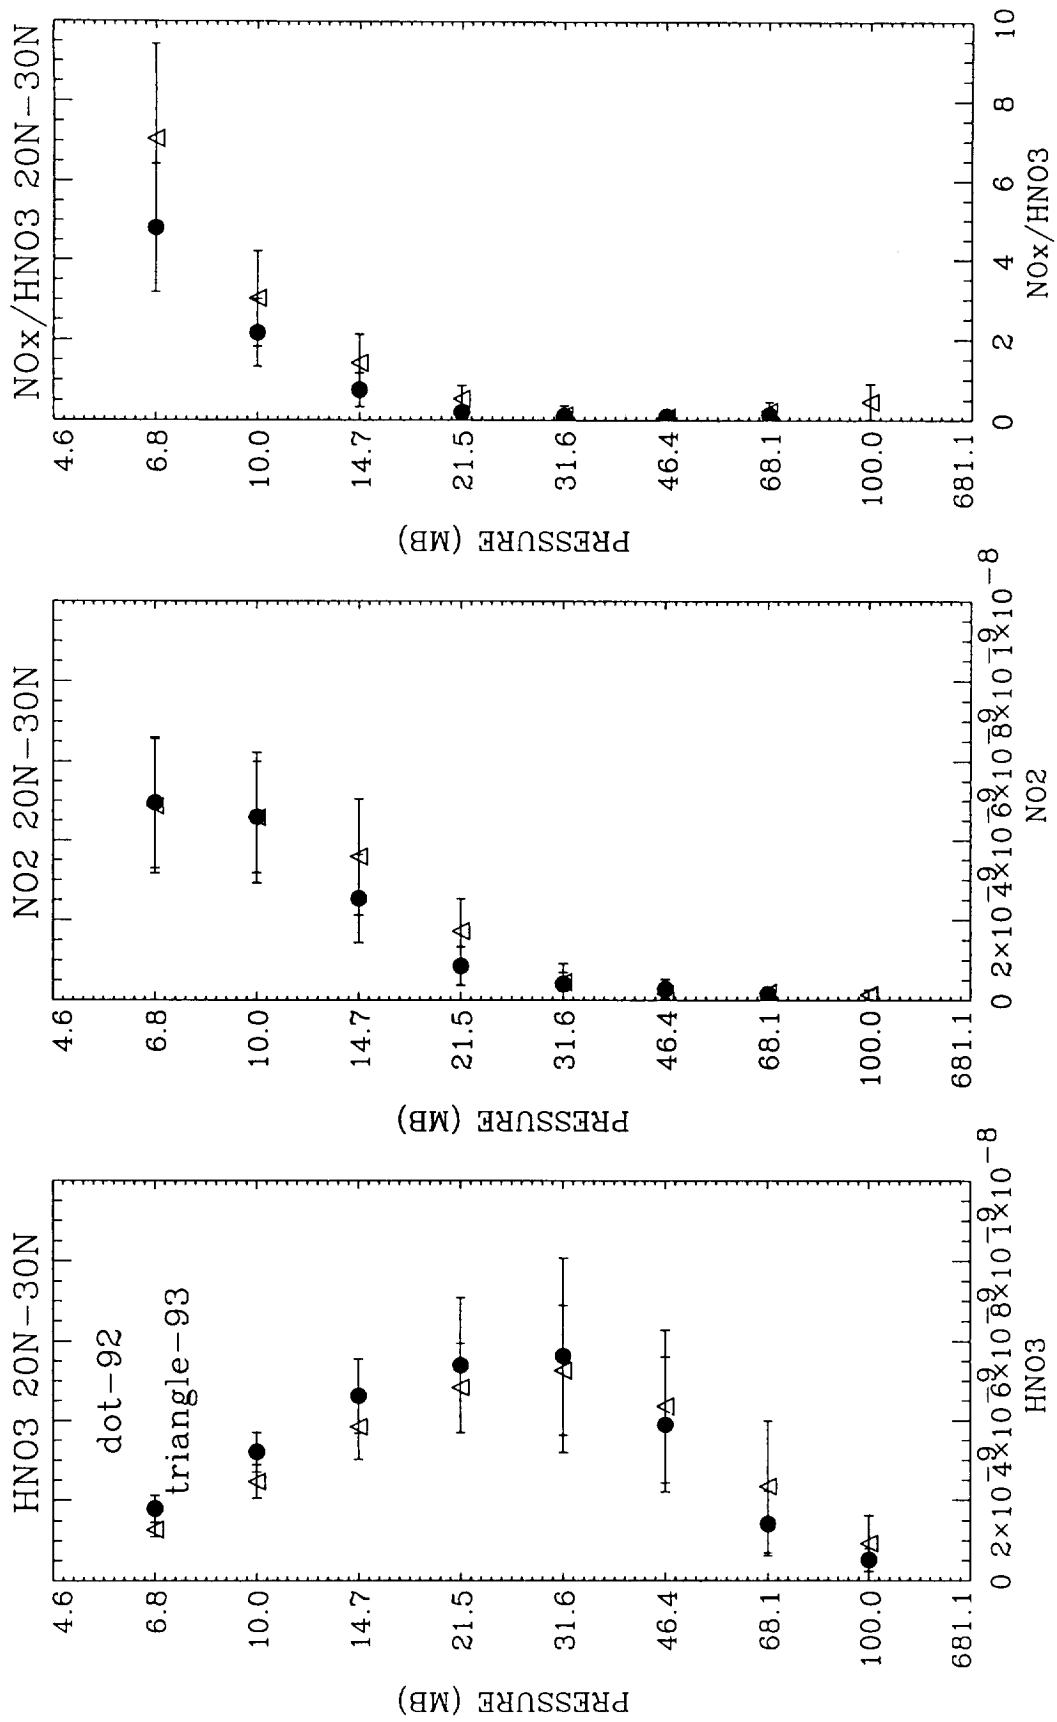 HNO3 20N-30N
dot-92
triangle-93
PRESSURE (MB)
4.6
6.8
10.0
14.7
21.5
31.6
46.4
68.1
100.0
681.1
0 2×10-9 4×10-9 6×10-9 8×10-9 1×10-8
HNO3
NO2 20N-30N
PRESSURE (MB)
4.6
6.8
10.0
14.7
21.5
31.6
46.4
68.1
100.0
681.1
0 2×10-9 4×10-9 6×10-9 8×10-9 1×10-8
NO2
NOx/HNO3 20N-30N
PRESSURE (MB)
4.6
6.8
10.0
14.7
21.5
31.6
46.4
68.1
100.0
681.1
0 2 4 6 8 10
NOx/HNO3